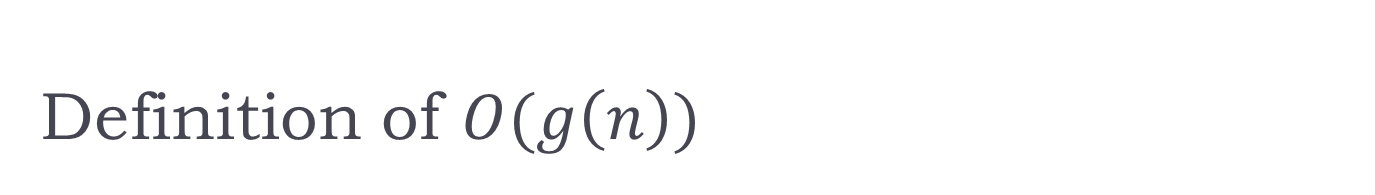 Definition of O(g(n))